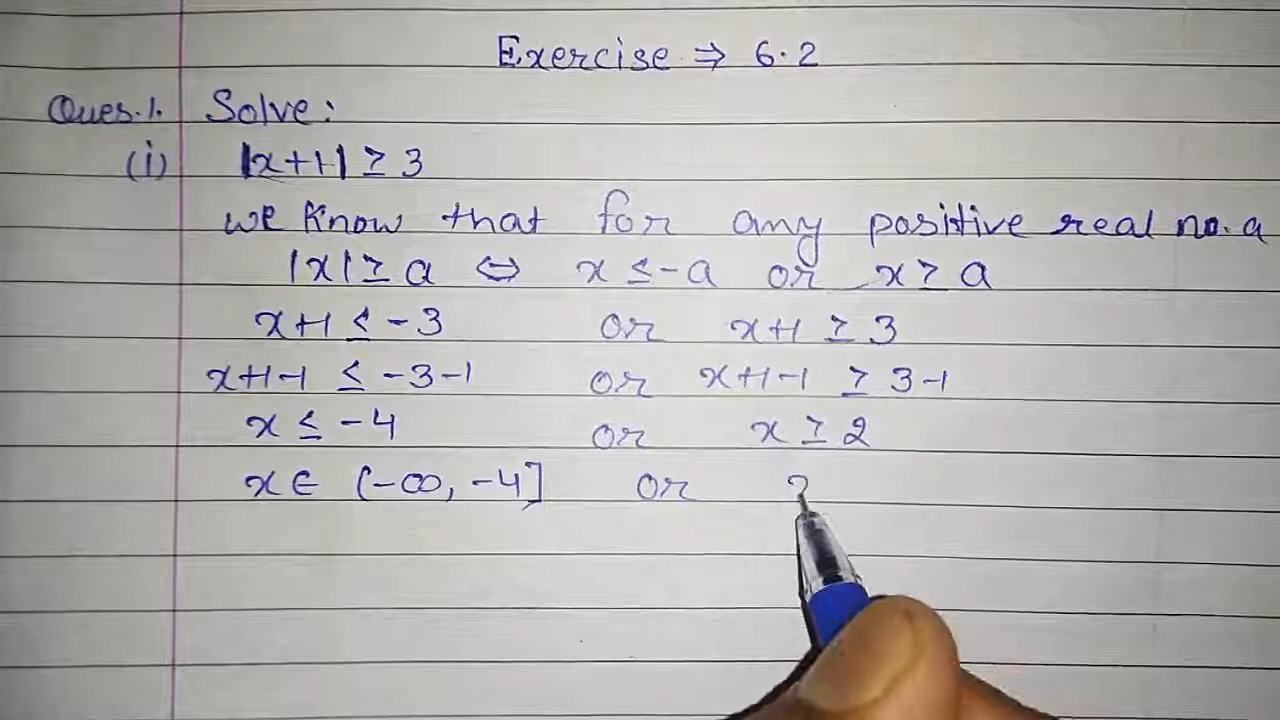 Exercise ⇒ 6.2
Ques.1. Solve:
(i) |x+1| ≥ 3
we know that for any positive real no. a
|x| ≥ a ⇔ x ≤ -a or x ≥ a
x+1 ≤ -3 or x+1 ≥ 3
x+1-1 ≤ -3-1 or x+1-1 ≥ 3-1
x ≤ -4 or x ≥ 2
x ∈ (-∞, -4] or